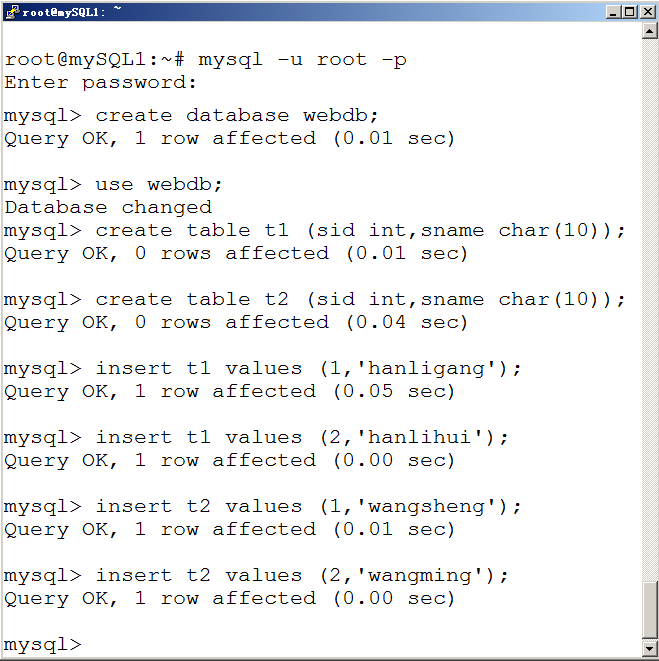 root@mySQL1: ~
root@mySQL1:~# mysql -u root -p
Enter password:
mysql> create database webdb;
Query OK, 1 row affected (0.01 sec)
mysql> use webdb;
Database changed
mysql> create table t1 (sid int,sname char(10));
Query OK, 0 rows affected (0.01 sec)
mysql> create table t2 (sid int,sname char(10));
Query OK, 0 rows affected (0.04 sec)
mysql> insert t1 values (1,'hanligang');
Query OK, 1 row affected (0.05 sec)
mysql> insert t1 values (2,'hanlihui');
Query OK, 1 row affected (0.00 sec)
mysql> insert t2 values (1,'wangsheng');
Query OK, 1 row affected (0.01 sec)
mysql> insert t2 values (2,'wangming');
Query OK, 1 row affected (0.00 sec)
mysql>